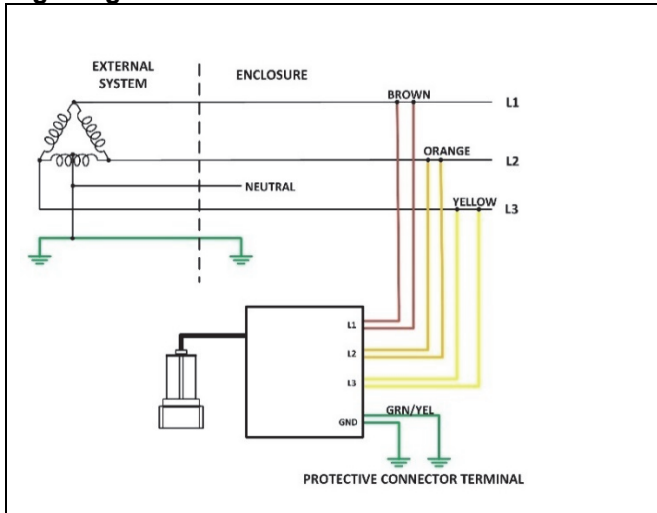 EXTERNAL
SYSTEM
ENCLOSURE
BROWN
L1
ORANGE
L2
NEUTRAL
YELLOW
L3
L1
L2
L3
GRN/YEL
GND
PROTECTIVE CONNECTOR TERMINAL